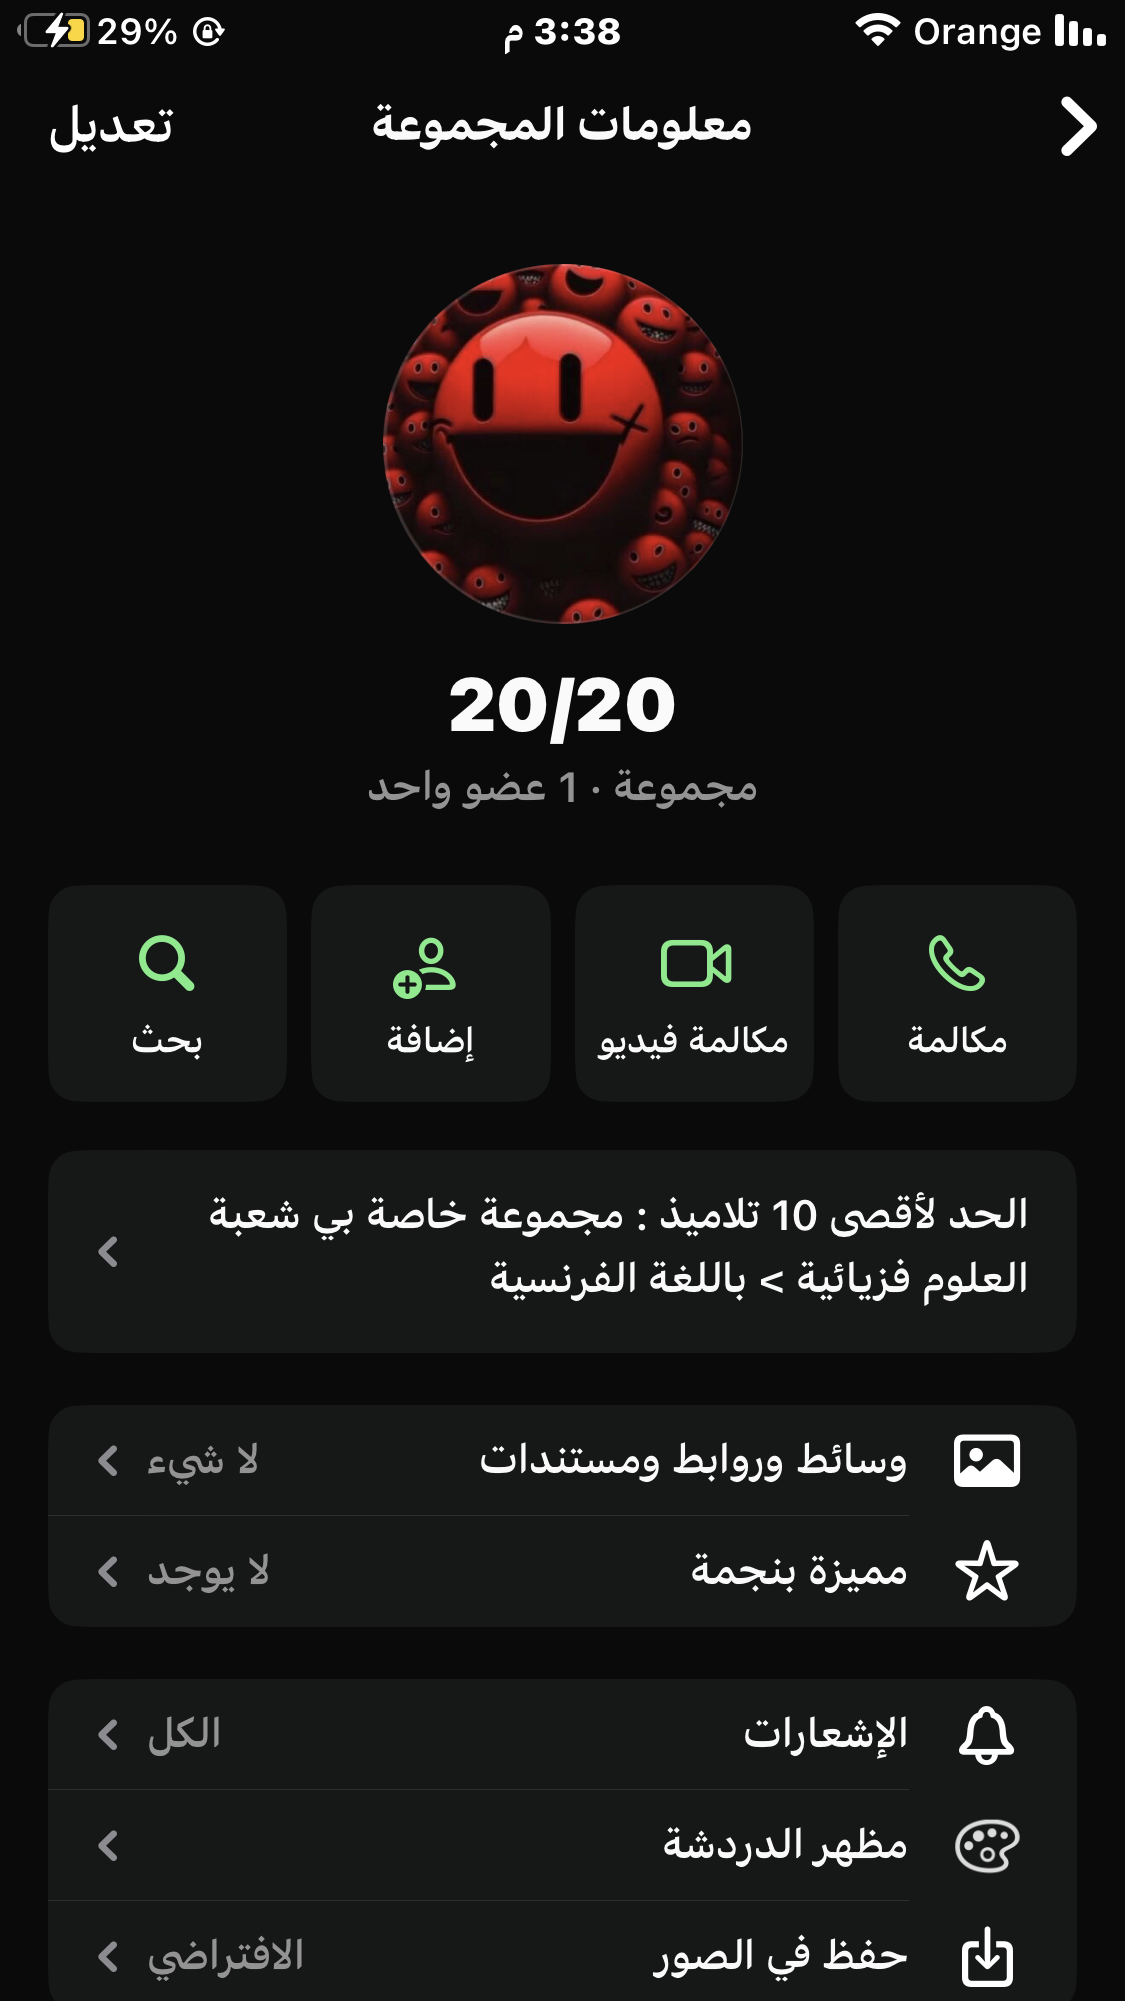 29%
3:38 م
Orange
تعديل
معلومات المجموعة
20/20
مجموعة · 1 عضو واحد
مكالمة
مكالمة فيديو
إضافة
بحث
الحد لأقصى 10 تلاميذ : مجموعة خاصة بي شعبة
العلوم فزيائية > باللغة الفرنسية
وسائط وروابط ومستندات
لا شيء
مميزة بنجمة
لا يوجد
الإشعارات
الكل
مظهر الدردشة
حفظ في الصور
الافتراضي